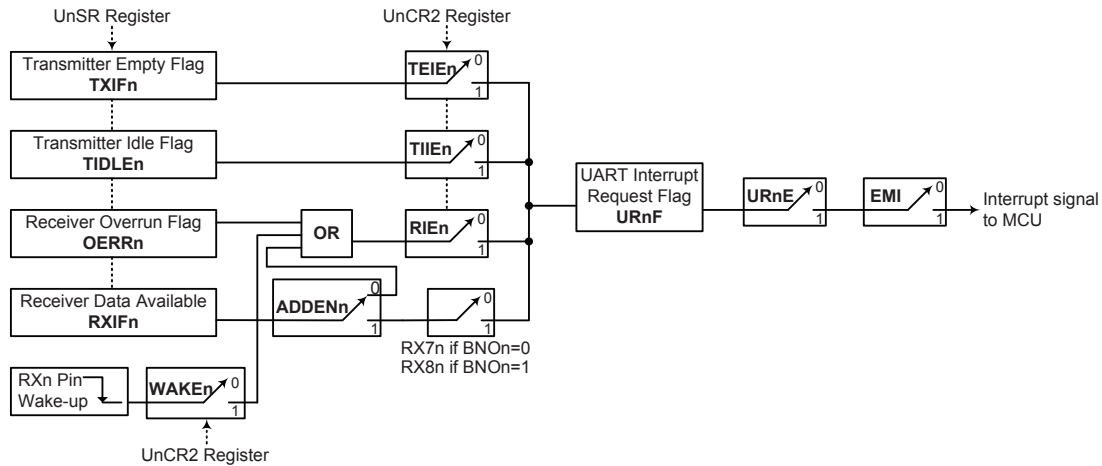 UnSR Register
UnCR2 Register
Transmitter Empty Flag
TXIFn
TEIEn
0
1
Transmitter Idle Flag
TIDLEn
TIIEn
0
1
UART Interrupt
Request Flag
URnF
URnE
0
1
EMI
0
1
Interrupt signal
to MCU
Receiver Overrun Flag
OERRn
OR
RIEn
0
1
Receiver Data Available
RXIFn
ADDENn
0
1
0
1
RX7n if BNOn=0
RX8n if BNOn=1
RXn Pin
Wake-up
WAKEn
0
1
UnCR2 Register